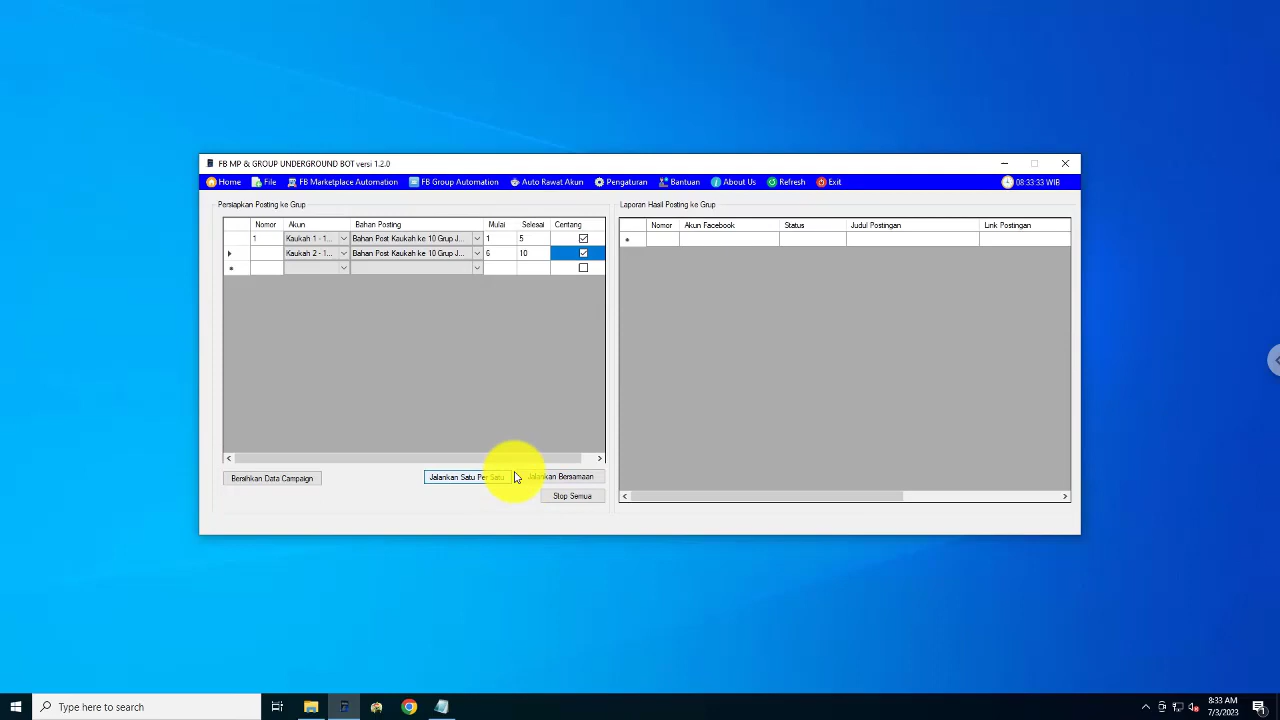 FB MP & GROUP UNDERGROUND BOT versi 1.2.0
Home File FB Marketplace Automation FB Group Automation Auto Rawat Akun Pengaturan Bantuan About Us Refresh Exit 08:33:33 WIB
Persiapkan Posting ke Grup
Nomor Akun Bahan Posting Mulai Selesai Centang
1 Kaukah 1 - 1... Bahan Post Kaukah ke 10 Grup J... 1 5
Kaukah 2 - 1... Bahan Post Kaukah ke 10 Grup J... 6 10
Bersihkan Data Campaign
Jalankan Satu Per Satu
Jalankan Bersamaan
Stop Semua
Laporan Hasil Posting ke Grup
Nomor Akun Facebook Status Judul Postingan Link Postingan
Type here to search
8:33 AM
7/3/2023